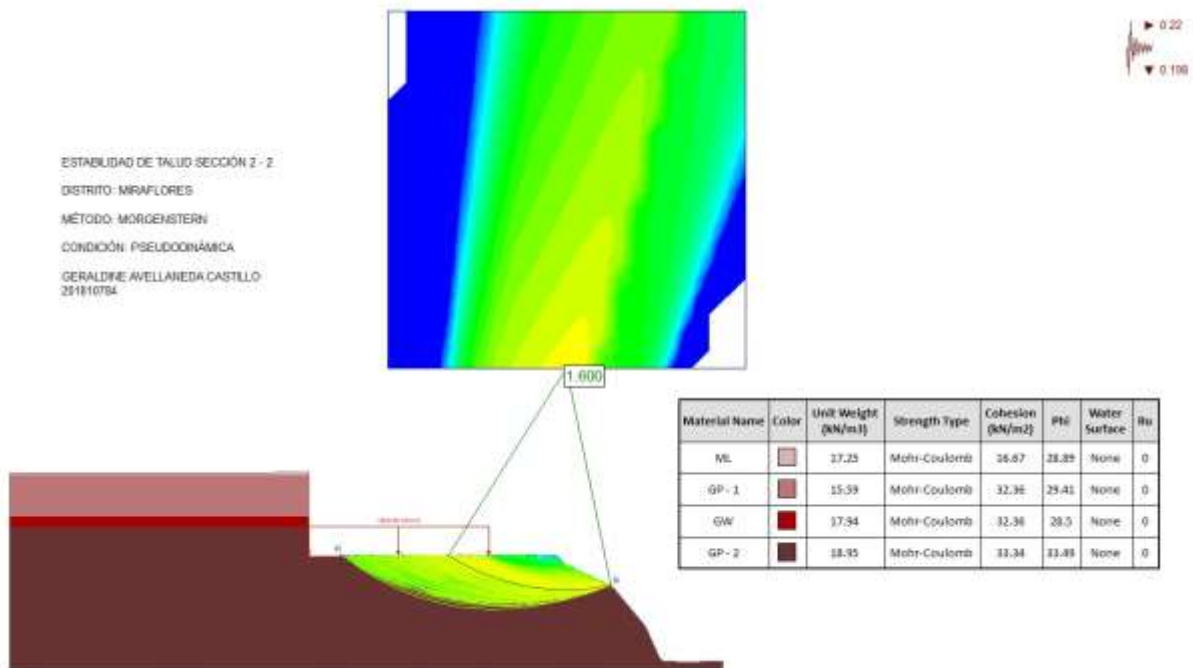 0.22
0.198
ESTABILIDAD DE TALUD SECCIÓN 2 - 2
DISTRITO: MIRAFLORES
MÉTODO: MORGENSTERN
CONDICIÓN: PSEUDODINÁMICA
GERALDINE AVELLANEDA CASTILLO
201810784
1.600
Material Name Color Unit Weight (kN/m3) Strength Type Cohesion (kN/m2) Phi Water Surface Ru
ML 17.25 Mohr-Coulomb 16.67 28.89 None 0
GP - 1 15.59 Mohr-Coulomb 32.36 29.41 None 0
GW 17.94 Mohr-Coulomb 32.36 28.5 None 0
GP - 2 18.95 Mohr-Coulomb 33.34 33.49 None 0